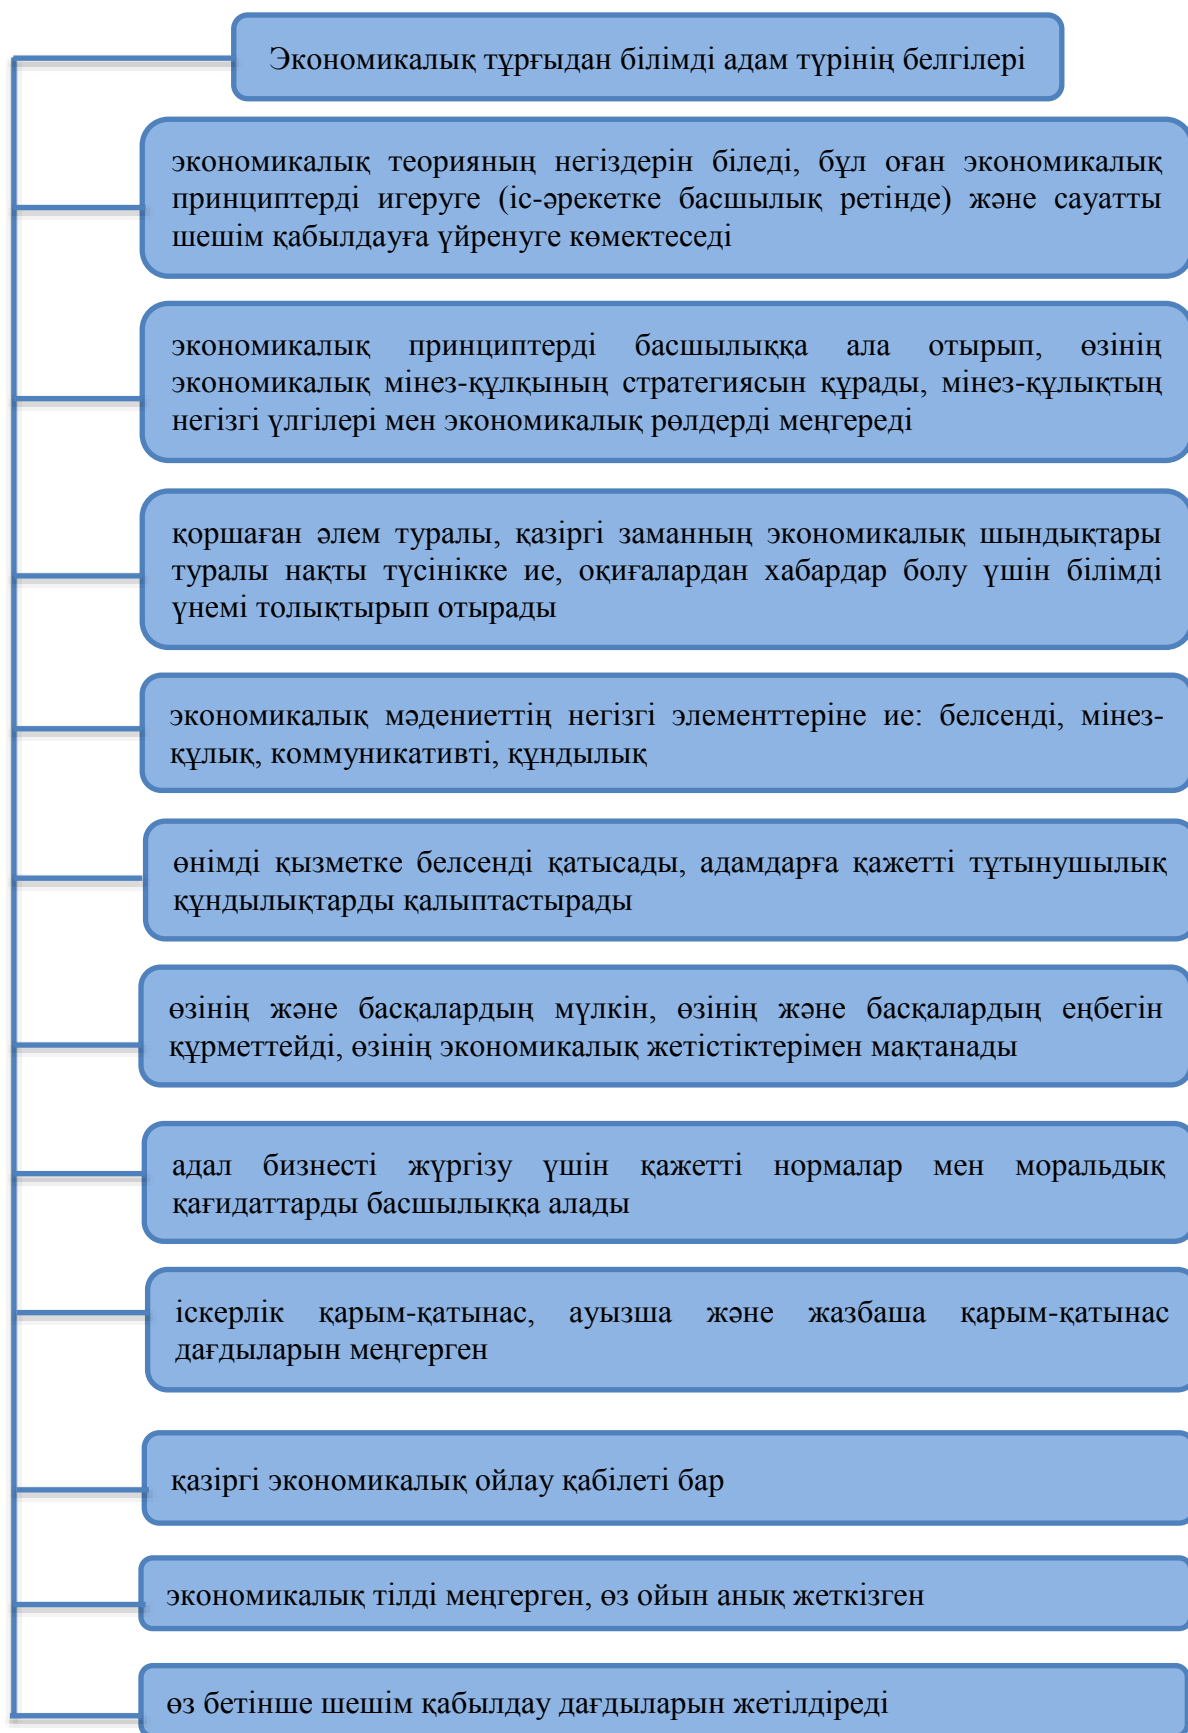 Экономикалық тұрғыдан білімді адам түрінің белгілері
экономикалық теорияның негіздерін біледі, бұл оған экономикалық
принциптерді игеруге (іс-әрекетке басшылық ретінде) және сауатты
шешім қабылдауға үйренуге көмектеседі
экономикалық принциптерді басшылыққа ала отырып, өзінің
экономикалық мінез-құлқының стратегиясын құрады, мінез-құлықтың
негізгі үлгілері мен экономикалық рөлдерді меңгереді
қоршаған әлем туралы, қазіргі заманның экономикалық шындықтары
туралы нақты түсінікке ие, оқиғалардан хабардар болу үшін білімді
үнемі толықтырып отырады
экономикалық мәдениеттің негізгі элементтеріне ие: белсенді, мінез-
құлық, коммуникативті, құндылық
өнімді қызметке белсенді қатысады, адамдарға қажетті тұтынушылық
құндылықтарды қалыптастырады
өзінің және басқалардың мүлкін, өзінің және басқалардың еңбегін
құрметтейді, өзінің экономикалық жетістіктерімен мақтанады
адал бизнесті жүргізу үшін қажетті нормалар мен моральдық
қағидаттарды басшылыққа алады
іскерлік қарым-қатынас, ауызша және жазбаша қарым-қатынас
дағдыларын меңгерген
қазіргі экономикалық ойлау қабілеті бар
экономикалық тілді меңгерген, өз ойын анық жеткізген
өз бетінше шешім қабылдау дағдыларын жетілдіреді